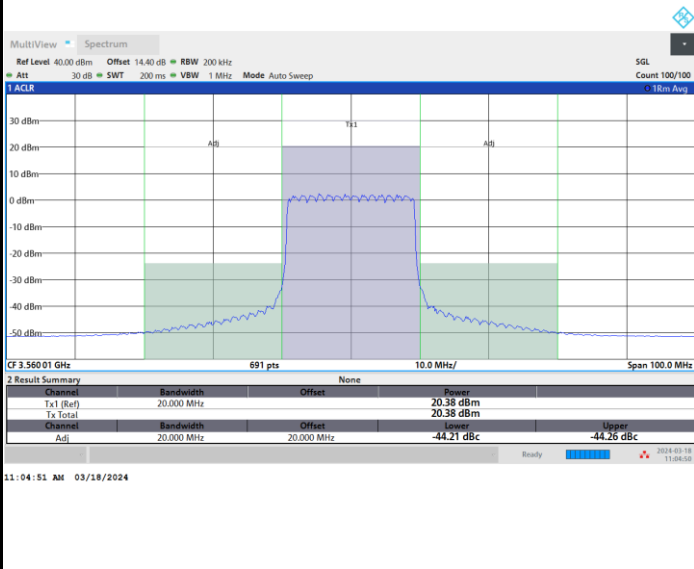 MultiView Spectrum
Ref Level 40.00 dBm Offset 14.40 dB RBW 200 kHz SGL
Att 30 dB SWT 200 ms VBW 1 MHz Mode Auto Sweep Count 100/100
1 ACLR 1Rm Avg
30 dBm
Tx1
20 dBm Adj Adj
10 dBm
0 dBm
-10 dBm
-20 dBm
-30 dBm
-40 dBm
-50 dBm
CF 3.560 01 GHz 691 pts 10.0 MHz/ Span 100.0 MHz
2 Result Summary None
Channel Bandwidth Offset Power
Tx1 (Ref) 20.000 MHz 20.38 dBm
Tx Total 20.38 dBm
Channel Bandwidth Offset Lower Upper
Adj 20.000 MHz 20.000 MHz -44.21 dBc -44.26 dBc
Ready 2024-03-18
11:04:50
11:04:51 AM 03/18/2024